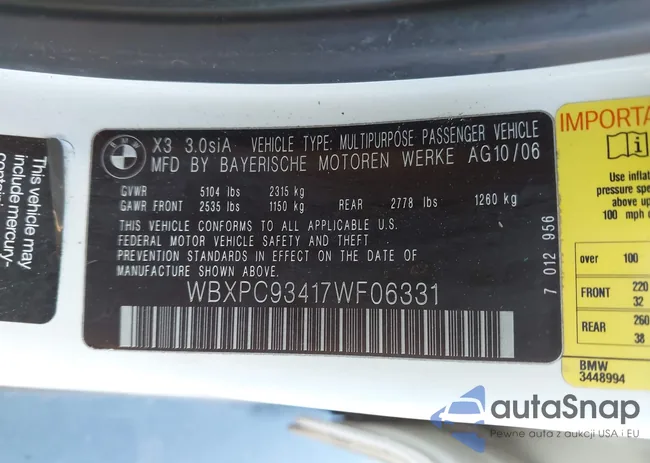 BMW
X3 3.0siA VEHICLE TYPE: MULTIPURPOSE PASSENGER VEHICLE
MFD BY BAYERISCHE MOTOREN WERKE AG10/06
GVWR 5104 lbs 2315 kg
GAWR FRONT 2535 lbs 1150 kg REAR 2778 lbs 1260 kg
THIS VEHICLE CONFORMS TO ALL APPLICABLE U.S.
FEDERAL MOTOR VEHICLE SAFETY AND THEFT
PREVENTION STANDARDS IN EFFECT ON THE DATE OF
MANUFACTURE SHOWN ABOVE.
WBXPC93417WF06331
7 012 956
this vehicle may
include mercury-
IMPORTA
i
Use inflat
pressure spe
above up
100 mph o
over 100
FRONT 220
32
REAR 260
38
BMW
3448994
autaSnap
Pewne auto z aukcji USA i EU